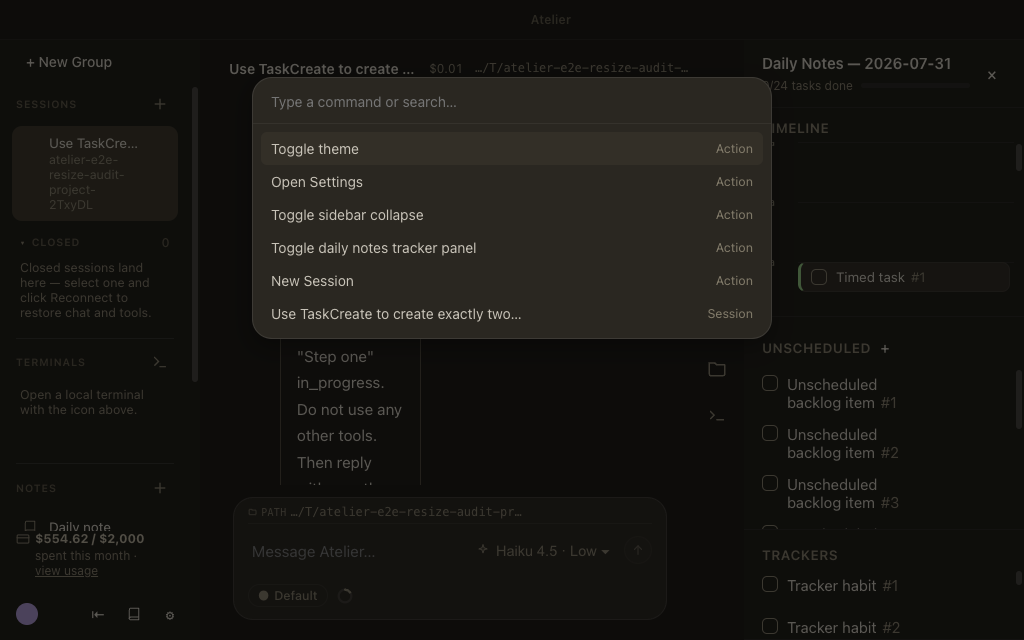 Atelier
+ New Group
SESSIONS
Use TaskCre...
atelier-e2e-
resize-audit-
project-
2TxyDL
CLOSED 0
Closed sessions land
here — select one and
click Reconnect to
restore chat and tools.
TERMINALS
Open a local terminal
with the icon above.
NOTES
Daily note
$554.62 / $2,000
spent this month ·
view usage
Use TaskCreate to create ... $0.01 …/T/atelier-e2e-resize-audit-…
Type a command or search...
Toggle theme Action
Open Settings Action
Toggle sidebar collapse Action
Toggle daily notes tracker panel Action
New Session Action
Use TaskCreate to create exactly two... Session
"Step one"
in_progress.
Do not use any
other tools.
Then reply
PATH …/T/atelier-e2e-resize-audit-pr…
Message Atelier...
Haiku 4.5 · Low
Default
Daily Notes — 2026-07-31
/24 tasks done
IMELINE
Timed task #1
UNSCHEDULED +
Unscheduled
backlog item #1
Unscheduled
backlog item #2
Unscheduled
backlog item #3
TRACKERS
Tracker habit #1
Tracker habit #2